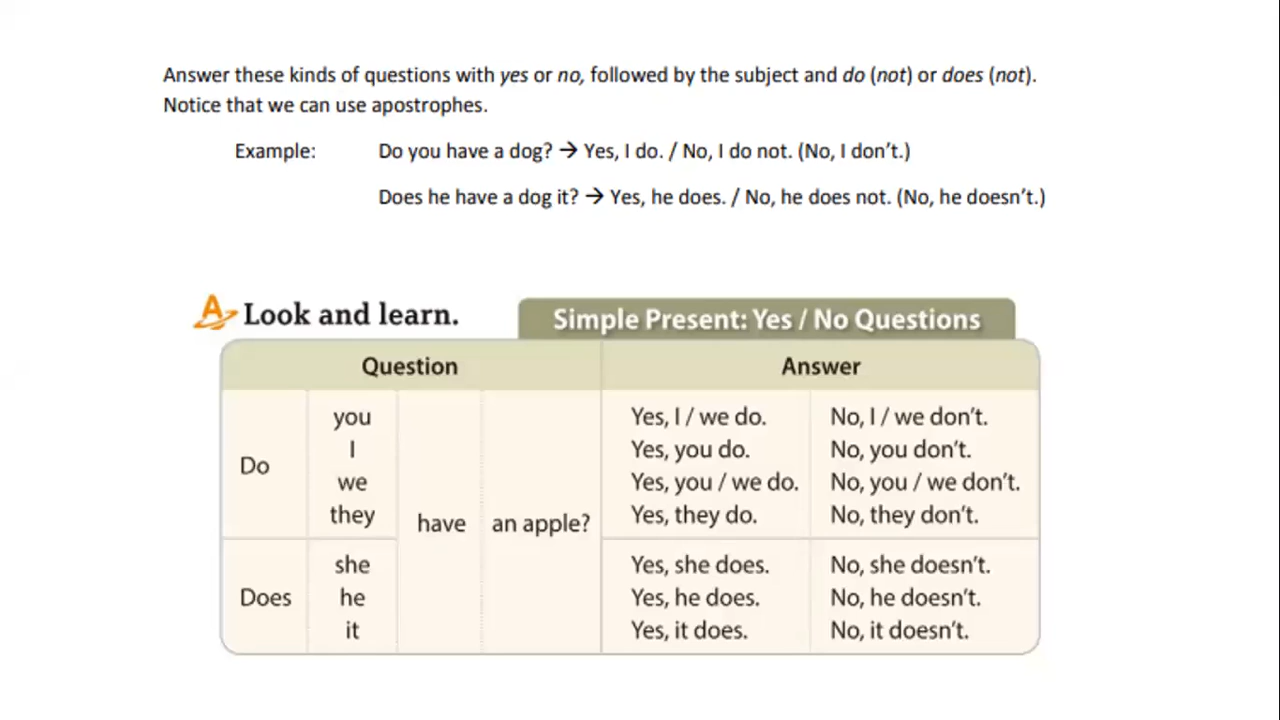 Answer these kinds of questions with yes or no, followed by the subject and do (not) or does (not).
Notice that we can use apostrophes.
Example: Do you have a dog? → Yes, I do. / No, I do not. (No, I don't.)
Does he have a dog it? → Yes, he does. / No, he does not. (No, he doesn't.)
A Look and learn.
Simple Present: Yes / No Questions
Question Answer
you Yes, I / we do. No, I / we don't.
I Yes, you do. No, you don't.
Do
we Yes, you / we do. No, you / we don't.
they Yes, they do. No, they don't.
have an apple?
she Yes, she does. No, she doesn't.
Does he Yes, he does. No, he doesn't.
it Yes, it does. No, it doesn't.